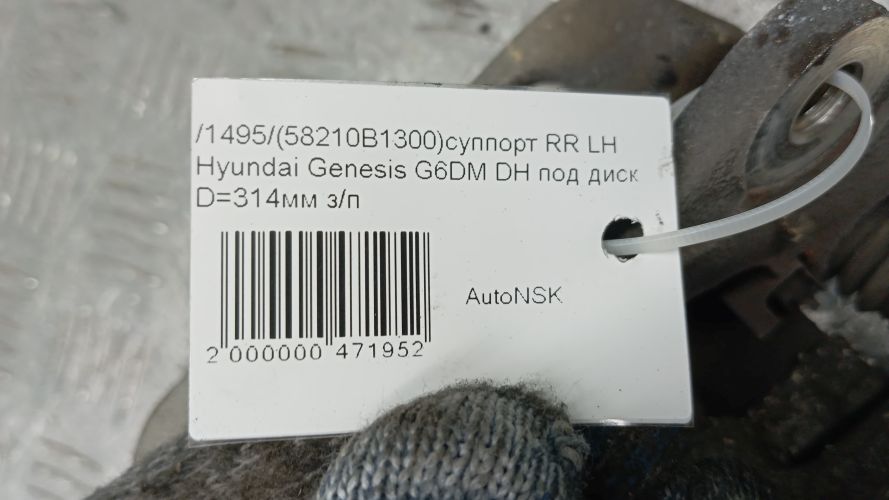 /1495/(58210B1300)суппорт RR LH
Hyundai Genesis G6DM DH под диск
D=314мм з/п
AutoNSK
2 000000 471952